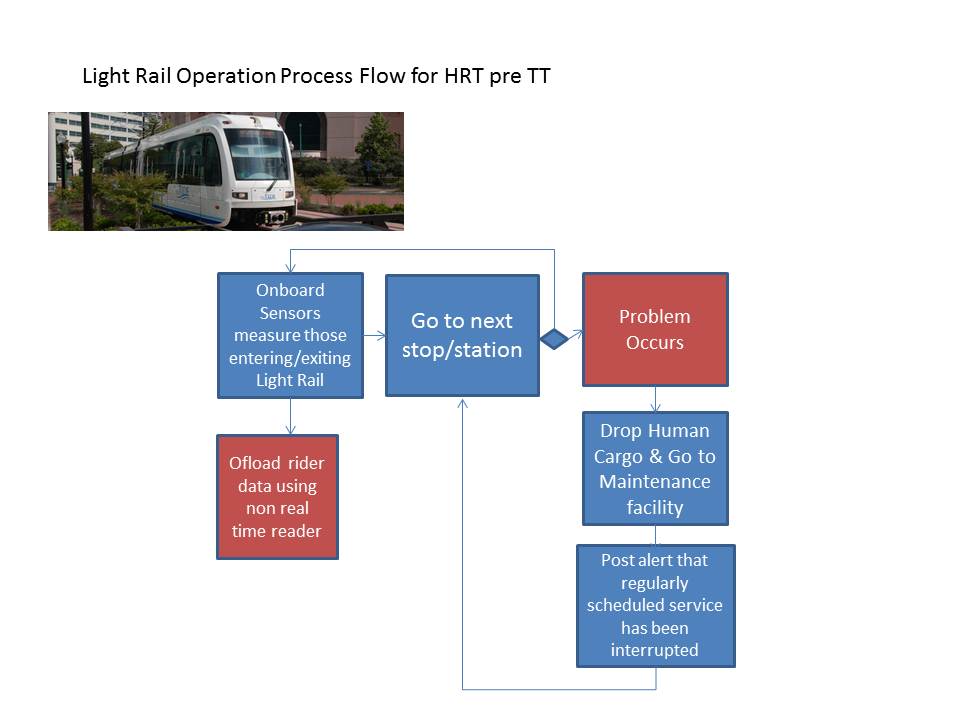 Light Rail Operation Process Flow for HRT pre TT
Onboard
Sensors
measure those
entering/exiting
Light Rail
Go to next
stop/station
Problem
Occurs
Ofload rider
data using
non real
time reader
Drop Human
Cargo & Go to
Maintenance
facility
Post alert that
regularly
scheduled service
has been
interrupted